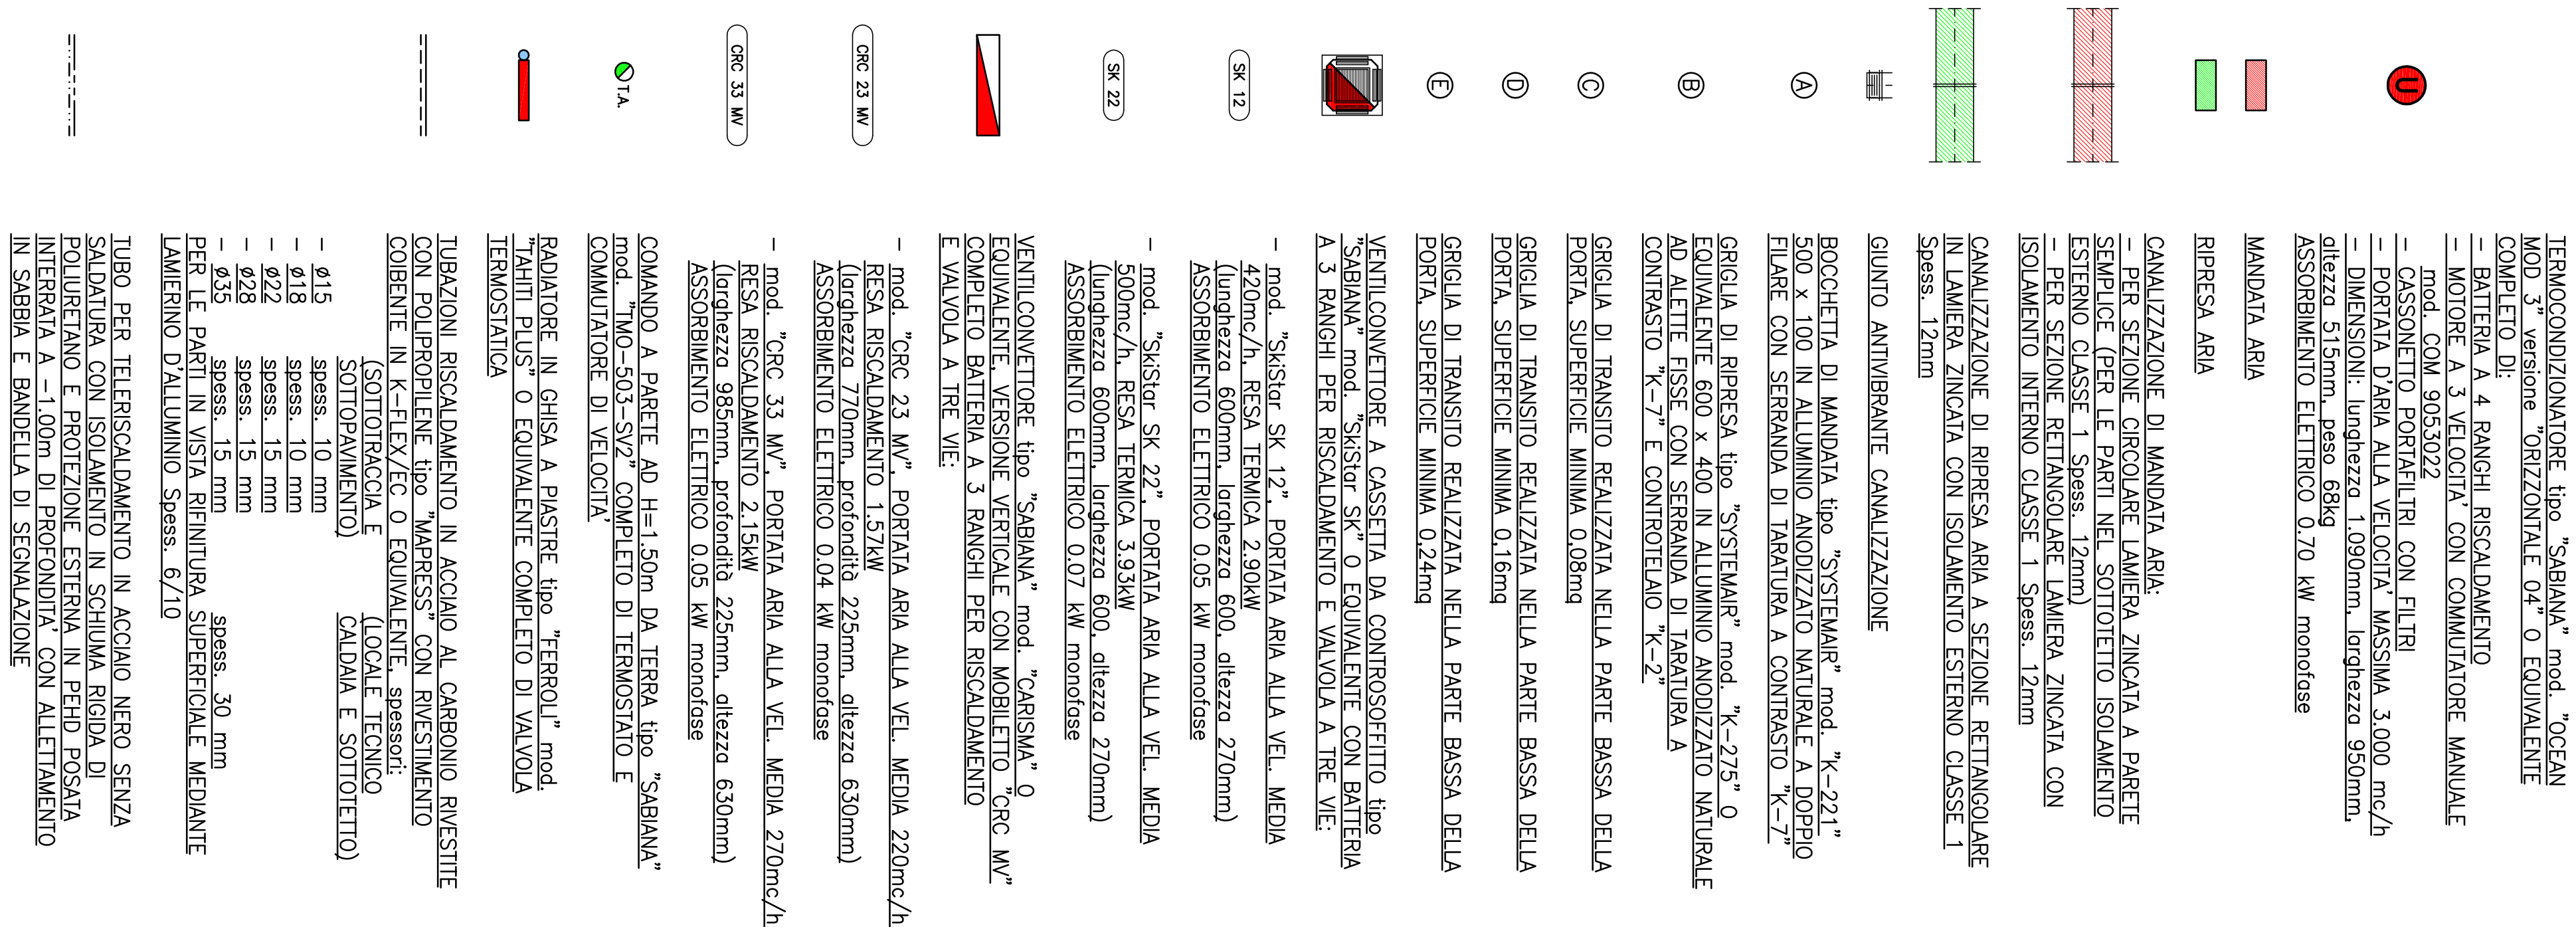 U
TERMOCONDIZIONATORE tipo "SABIANA" mod. "OCEAN
MOD 3" versione "ORIZZONTALE 04" O EQUIVALENTE
COMPLETO DI:
- BATTERIA A 4 RANGHI RISCALDAMENTO
- MOTORE A 3 VELOCITA' CON COMMUTATORE MANUALE
mod. COM 9053022
- CASSONETTO PORTAFILTRI CON FILTRI
- PORTATA D'ARIA ALLA VELOCITA' MASSIMA 3.000 mc/h
- DIMENSIONI: lunghezza 1.090mm, larghezza 950mm,
altezza 515mm, peso 68kg
ASSORBIMENTO ELETTRICO 0.70 kW monofase
MANDATA ARIA
RIPRESA ARIA
CANALIZZAZIONE DI MANDATA ARIA:
- PER SEZIONE CIRCOLARE LAMIERA ZINCATA A PARETE
SEMPLICE (PER LE PARTI NEL SOTTOTETTO ISOLAMENTO
ESTERNO CLASSE 1 Spess. 12mm)
- PER SEZIONE RETTANGOLARE LAMIERA ZINCATA CON
ISOLAMENTO INTERNO CLASSE 1 Spess. 12mm
CANALIZZAZIONE DI RIPRESA ARIA A SEZIONE RETTANGOLARE
IN LAMIERA ZINCATA CON ISOLAMENTO ESTERNO CLASSE 1
Spess. 12mm
GIUNTO ANTIVIBRANTE CANALIZZAZIONE
A
BOCCHETTA DI MANDATA tipo "SYSTEMAIR" mod. "K-221"
500 x 100 IN ALLUMINIO ANODIZZATO NATURALE A DOPPIO
FILARE CON SERRANDA DI TARATURA A CONTRASTO "K-7"
B
GRIGLIA DI RIPRESA tipo "SYSTEMAIR" mod. "K-275" O
EQUIVALENTE 600 x 400 IN ALLUMINIO ANODIZZATO NATURALE
AD ALETTE FISSE CON SERRANDA DI TARATURA A
CONTRASTO "K-7" E CONTROTELAIO "K-2"
C
GRIGLIA DI TRANSITO REALIZZATA NELLA PARTE BASSA DELLA
PORTA, SUPERFICIE MINIMA 0,08mq
D
GRIGLIA DI TRANSITO REALIZZATA NELLA PARTE BASSA DELLA
PORTA, SUPERFICIE MINIMA 0,16mq
E
GRIGLIA DI TRANSITO REALIZZATA NELLA PARTE BASSA DELLA
PORTA, SUPERFICIE MINIMA 0,24mq
VENTILCONVETTORE A CASSETTA DA CONTROSOFFITTO tipo
"SABIANA" mod. "SkiStar SK" O EQUIVALENTE CON BATTERIA
A 3 RANGHI PER RISCALDAMENTO E VALVOLA A TRE VIE:
SK 12
- mod. "SkiStar SK 12", PORTATA ARIA ALLA VEL. MEDIA
420mc/h, RESA TERMICA 2.90kW
(lunghezza 600mm, larghezza 600, altezza 270mm)
ASSORBIMENTO ELETTRICO 0.05 kW monofase
SK 22
- mod. "SkiStar SK 22", PORTATA ARIA ALLA VEL. MEDIA
500mc/h, RESA TERMICA 3.93kW
(lunghezza 600mm, larghezza 600, altezza 270mm)
ASSORBIMENTO ELETTRICO 0.07 kW monofase
VENTILCONVETTORE tipo "SABIANA" mod. "CARISMA" O
EQUIVALENTE, VERSIONE VERTICALE CON MOBILETTO "CRC MV"
COMPLETO BATTERIA A 3 RANGHI PER RISCALDAMENTO
E VALVOLA A TRE VIE:
CRC 23 MV
- mod. "CRC 23 MV", PORTATA ARIA ALLA VEL. MEDIA 220mc/h
RESA RISCALDAMENTO 1.57kW
(larghezza 770mm, profondità 225mm, altezza 630mm)
ASSORBIMENTO ELETTRICO 0.04 kW monofase
CRC 33 MV
- mod. "CRC 33 MV", PORTATA ARIA ALLA VEL. MEDIA 270mc/h
RESA RISCALDAMENTO 2.15kW
(larghezza 985mm, profondità 225mm, altezza 630mm)
ASSORBIMENTO ELETTRICO 0.05 kW monofase
T.A.
COMANDO A PARETE AD H=1.50m DA TERRA tipo "SABIANA"
mod. "TMO-503-SV2" COMPLETO DI TERMOSTATO E
COMMUTATORE DI VELOCITA'
RADIATORE IN GHISA A PIASTRE tipo "FERROLI" mod.
"TAHITI PLUS" O EQUIVALENTE COMPLETO DI VALVOLA
TERMOSTATICA
TUBAZIONI RISCALDAMENTO IN ACCIAIO AL CARBONIO RIVESTITE
CON POLIPROPILENE tipo "MAPRESS" CON RIVESTIMENTO
COIBENTE IN K-FLEX/EC O EQUIVALENTE, spessori:
(SOTTOTRACCIA E (LOCALE TECNICO
SOTTOPAVIMENTO) CALDAIA E SOTTOTETTO)
- ø15 spess. 10 mm
- ø18 spess. 10 mm
- ø22 spess. 15 mm
- ø28 spess. 15 mm
- ø35 spess. 15 mm spess. 30 mm
PER LE PARTI IN VISTA RIFINITURA SUPERFICIALE MEDIANTE
LAMIERINO D'ALLUMINIO Spess. 6/10
TUBO PER TELERISCALDAMENTO IN ACCIAIO NERO SENZA
SALDATURA CON ISOLAMENTO IN SCHIUMA RIGIDA DI
POLIURETANO E PROTEZIONE ESTERNA IN PEHD POSATA
INTERRATA A -1.00m DI PROFONDITA' CON ALLETTAMENTO
IN SABBIA E BANDELLA DI SEGNALAZIONE